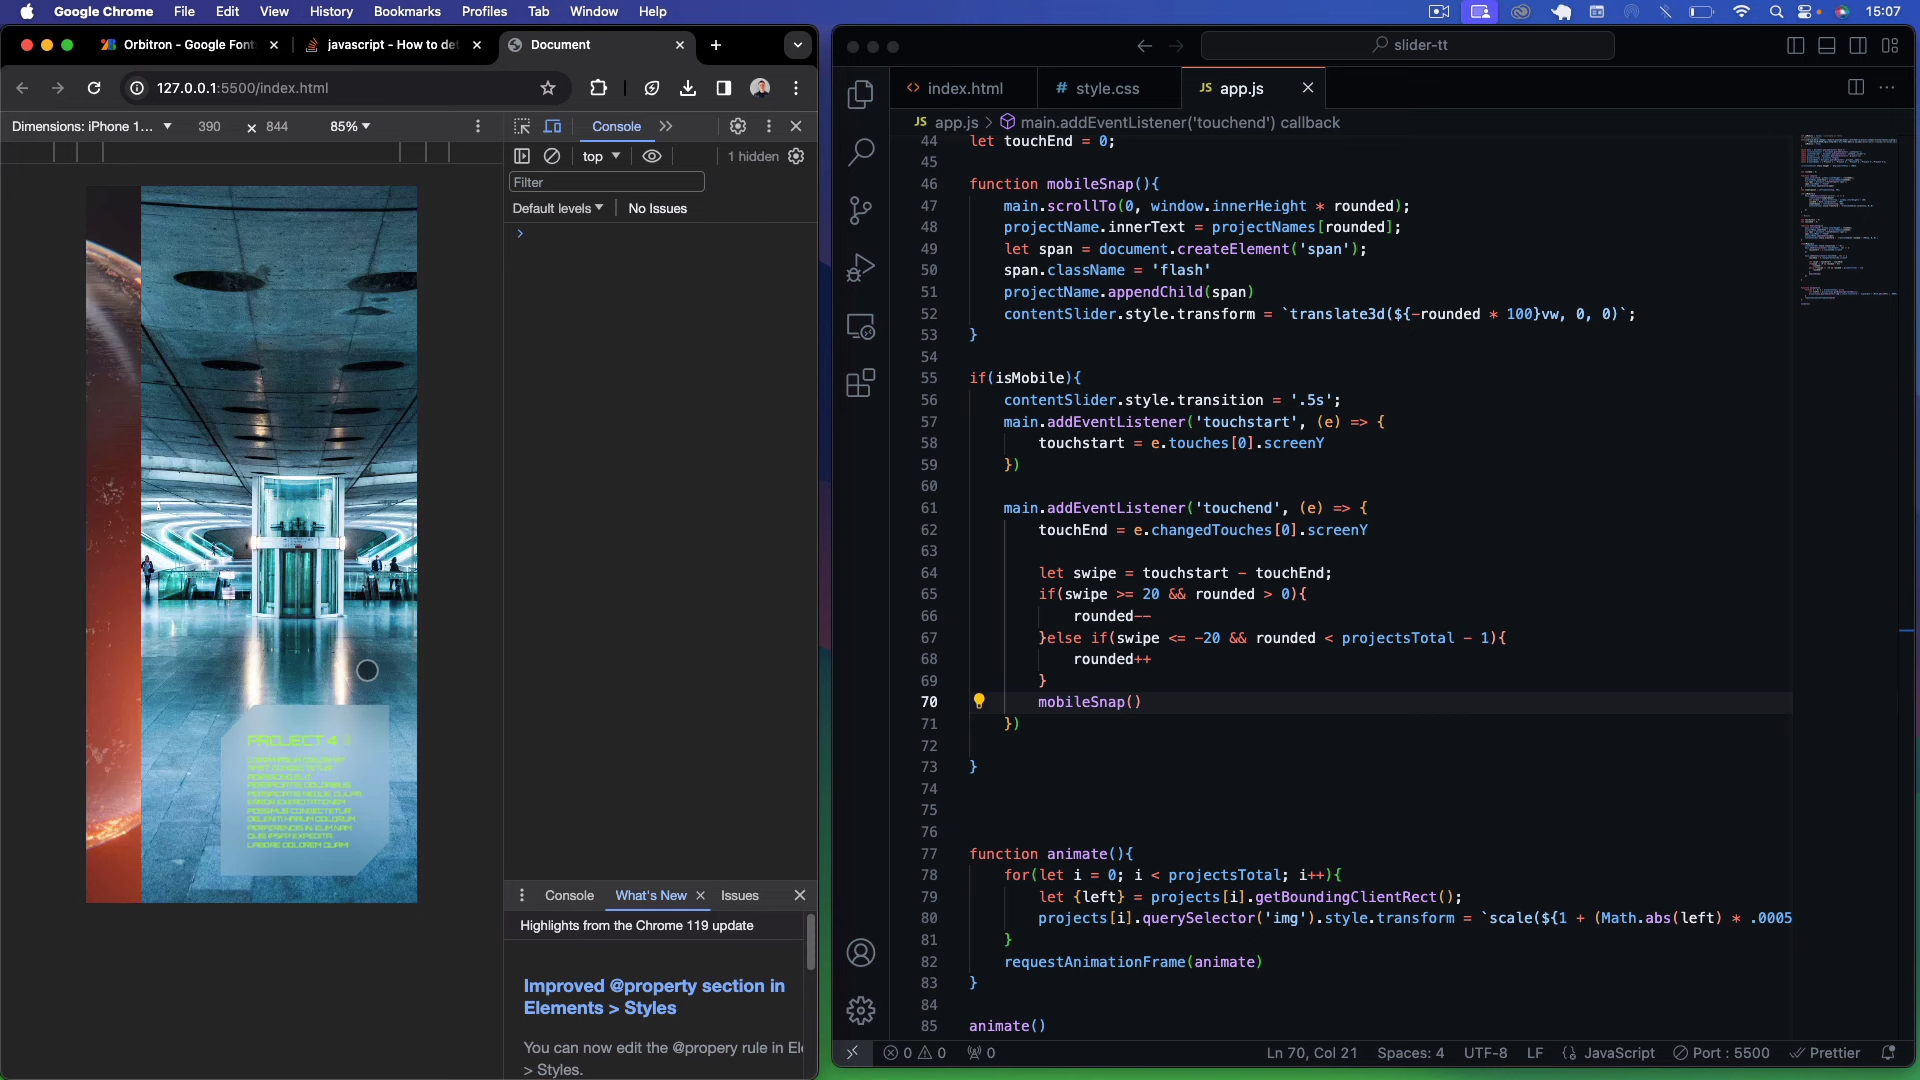 Google Chrome File Edit View History Bookmarks Profiles Tab Window Help 15:07
Orbitron - Google Font
javascript - How to det
Document
127.0.0.1:5500/index.html
Dimensions: iPhone 1... 390 × 844 85%
Console
top
1 hidden
Filter
Default levels
No Issues
PROJECT 4
Console
What's New
Issues
Highlights from the Chrome 119 update
Improved @property section in
Elements > Styles
You can now edit the @propery rule in El
> Styles.
slider-tt
index.html
# style.css
JS app.js
JS app.js > main.addEventListener('touchend') callback
44 let touchEnd = 0;
45
46 function mobileSnap(){
47 main.scrollTo(0, window.innerHeight * rounded);
48 projectName.innerText = projectNames[rounded];
49 let span = document.createElement('span');
50 span.className = 'flash'
51 projectName.appendChild(span)
52 contentSlider.style.transform = `translate3d(${-rounded * 100}vw, 0, 0)`;
53 }
54
55 if(isMobile){
56 contentSlider.style.transition = '.5s';
57 main.addEventListener('touchstart', (e) => {
58 touchstart = e.touches[0].screenY
59 })
60
61 main.addEventListener('touchend', (e) => {
62 touchEnd = e.changedTouches[0].screenY
63
64 let swipe = touchstart - touchEnd;
65 if(swipe >= 20 && rounded > 0){
66 rounded--
67 }else if(swipe <= -20 && rounded < projectsTotal - 1){
68 rounded++
69 }
70 mobileSnap()
71 })
72
73 }
74
75
76
77 function animate(){
78 for(let i = 0; i < projectsTotal; i++){
79 let {left} = projects[i].getBoundingClientRect();
80 projects[i].querySelector('img').style.transform = `scale(${1 + (Math.abs(left) * .0005
81 }
82 requestAnimationFrame(animate)
83 }
84
85 animate()
0 0 0 Ln 70, Col 21 Spaces: 4 UTF-8 LF {} JavaScript Port : 5500 Prettier